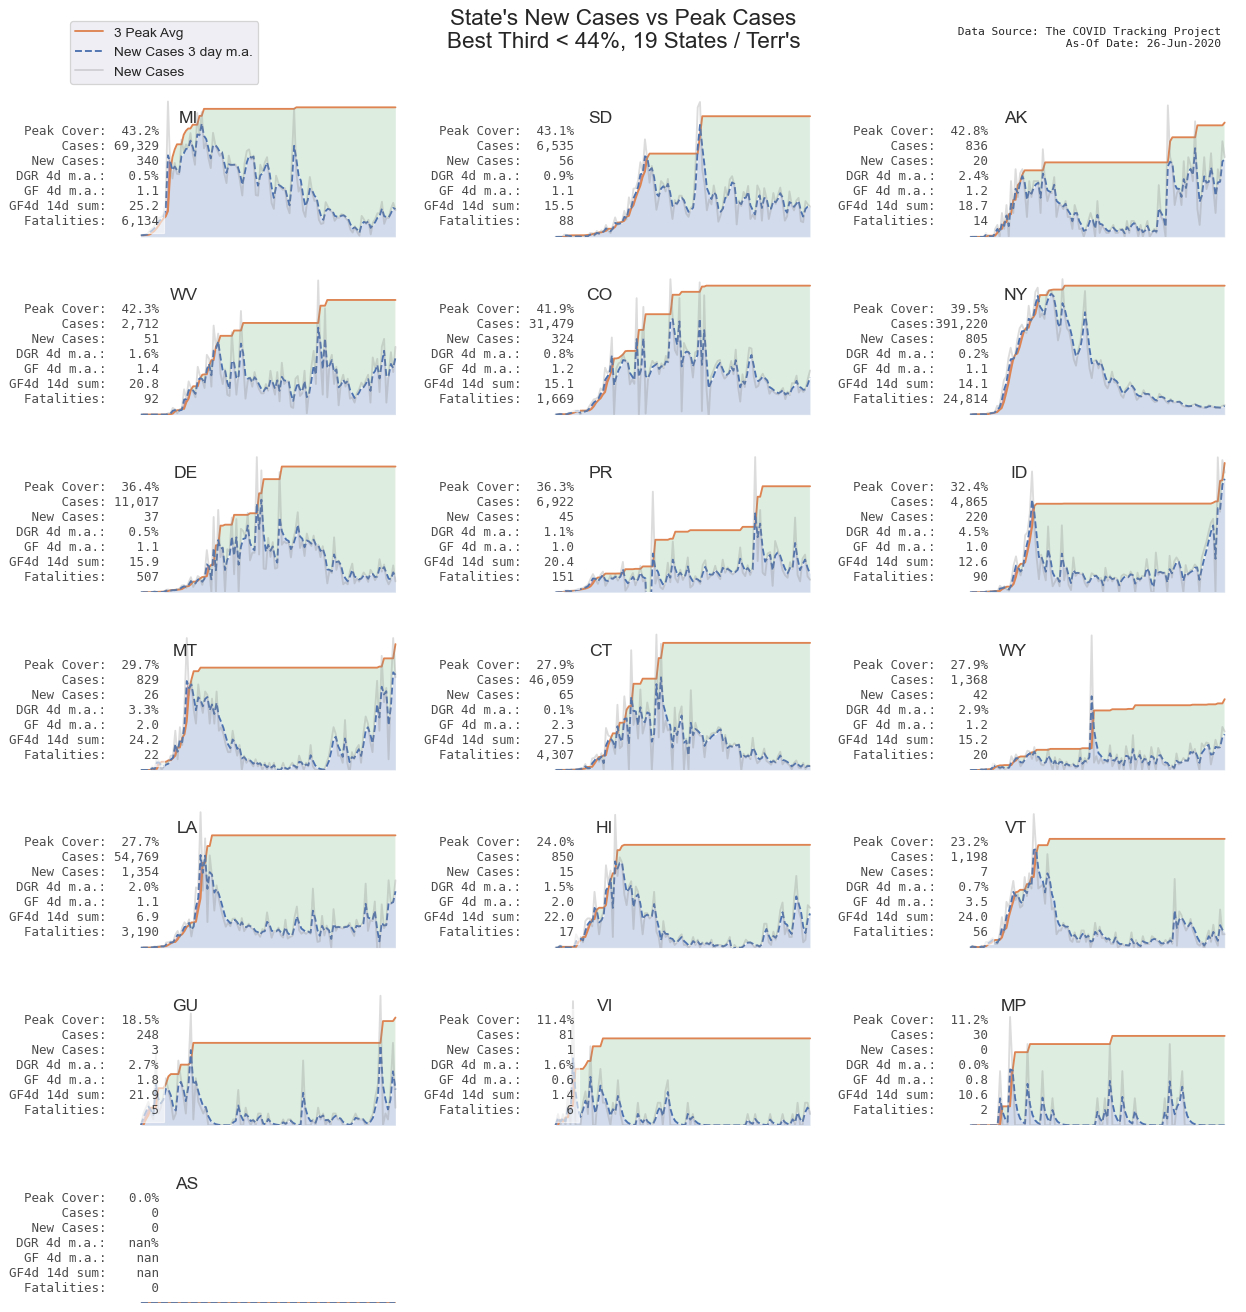 State's New Cases vs Peak Cases
Best Third < 44%, 19 States / Terr's
3 Peak Avg
New Cases 3 day m.a.
New Cases
Data Source: The COVID Tracking Project
As-Of Date: 26-Jun-2020
MI
Peak Cover: 43.2%
Cases: 69,329
New Cases: 340
DGR 4d m.a.: 0.5%
GF 4d m.a.: 1.1
GF4d 14d sum: 25.2
Fatalities: 6,134
SD
Peak Cover: 43.1%
Cases: 6,535
New Cases: 56
DGR 4d m.a.: 0.9%
GF 4d m.a.: 1.1
GF4d 14d sum: 15.5
Fatalities: 88
AK
Peak Cover: 42.8%
Cases: 836
New Cases: 20
DGR 4d m.a.: 2.4%
GF 4d m.a.: 1.2
GF4d 14d sum: 18.7
Fatalities: 14
WV
Peak Cover: 42.3%
Cases: 2,712
New Cases: 51
DGR 4d m.a.: 1.6%
GF 4d m.a.: 1.4
GF4d 14d sum: 20.8
Fatalities: 92
CO
Peak Cover: 41.9%
Cases: 31,479
New Cases: 324
DGR 4d m.a.: 0.8%
GF 4d m.a.: 1.2
GF4d 14d sum: 15.1
Fatalities: 1,669
NY
Peak Cover: 39.5%
Cases:391,220
New Cases: 805
DGR 4d m.a.: 0.2%
GF 4d m.a.: 1.1
GF4d 14d sum: 14.1
Fatalities: 24,814
DE
Peak Cover: 36.4%
Cases: 11,017
New Cases: 37
DGR 4d m.a.: 0.5%
GF 4d m.a.: 1.1
GF4d 14d sum: 15.9
Fatalities: 507
PR
Peak Cover: 36.3%
Cases: 6,922
New Cases: 45
DGR 4d m.a.: 1.1%
GF 4d m.a.: 1.0
GF4d 14d sum: 20.4
Fatalities: 151
ID
Peak Cover: 32.4%
Cases: 4,865
New Cases: 220
DGR 4d m.a.: 4.5%
GF 4d m.a.: 1.0
GF4d 14d sum: 12.6
Fatalities: 90
MT
Peak Cover: 29.7%
Cases: 829
New Cases: 26
DGR 4d m.a.: 3.3%
GF 4d m.a.: 2.0
GF4d 14d sum: 24.2
Fatalities: 22
CT
Peak Cover: 27.9%
Cases: 46,059
New Cases: 65
DGR 4d m.a.: 0.1%
GF 4d m.a.: 2.3
GF4d 14d sum: 27.5
Fatalities: 4,307
WY
Peak Cover: 27.9%
Cases: 1,368
New Cases: 42
DGR 4d m.a.: 2.9%
GF 4d m.a.: 1.2
GF4d 14d sum: 15.2
Fatalities: 20
LA
Peak Cover: 27.7%
Cases: 54,769
New Cases: 1,354
DGR 4d m.a.: 2.0%
GF 4d m.a.: 1.1
GF4d 14d sum: 6.9
Fatalities: 3,190
HI
Peak Cover: 24.0%
Cases: 850
New Cases: 15
DGR 4d m.a.: 1.5%
GF 4d m.a.: 2.0
GF4d 14d sum: 22.0
Fatalities: 17
VT
Peak Cover: 23.2%
Cases: 1,198
New Cases: 7
DGR 4d m.a.: 0.7%
GF 4d m.a.: 3.5
GF4d 14d sum: 24.0
Fatalities: 56
GU
Peak Cover: 18.5%
Cases: 248
New Cases: 3
DGR 4d m.a.: 2.7%
GF 4d m.a.: 1.8
GF4d 14d sum: 21.9
Fatalities: 5
VI
Peak Cover: 11.4%
Cases: 81
New Cases: 1
DGR 4d m.a.: 1.6%
GF 4d m.a.: 0.6
GF4d 14d sum: 1.4
Fatalities: 6
MP
Peak Cover: 11.2%
Cases: 30
New Cases: 0
DGR 4d m.a.: 0.0%
GF 4d m.a.: 0.8
GF4d 14d sum: 10.6
Fatalities: 2
AS
Peak Cover: 0.0%
Cases: 0
New Cases: 0
DGR 4d m.a.: nan%
GF 4d m.a.: nan
GF4d 14d sum: nan
Fatalities: 0